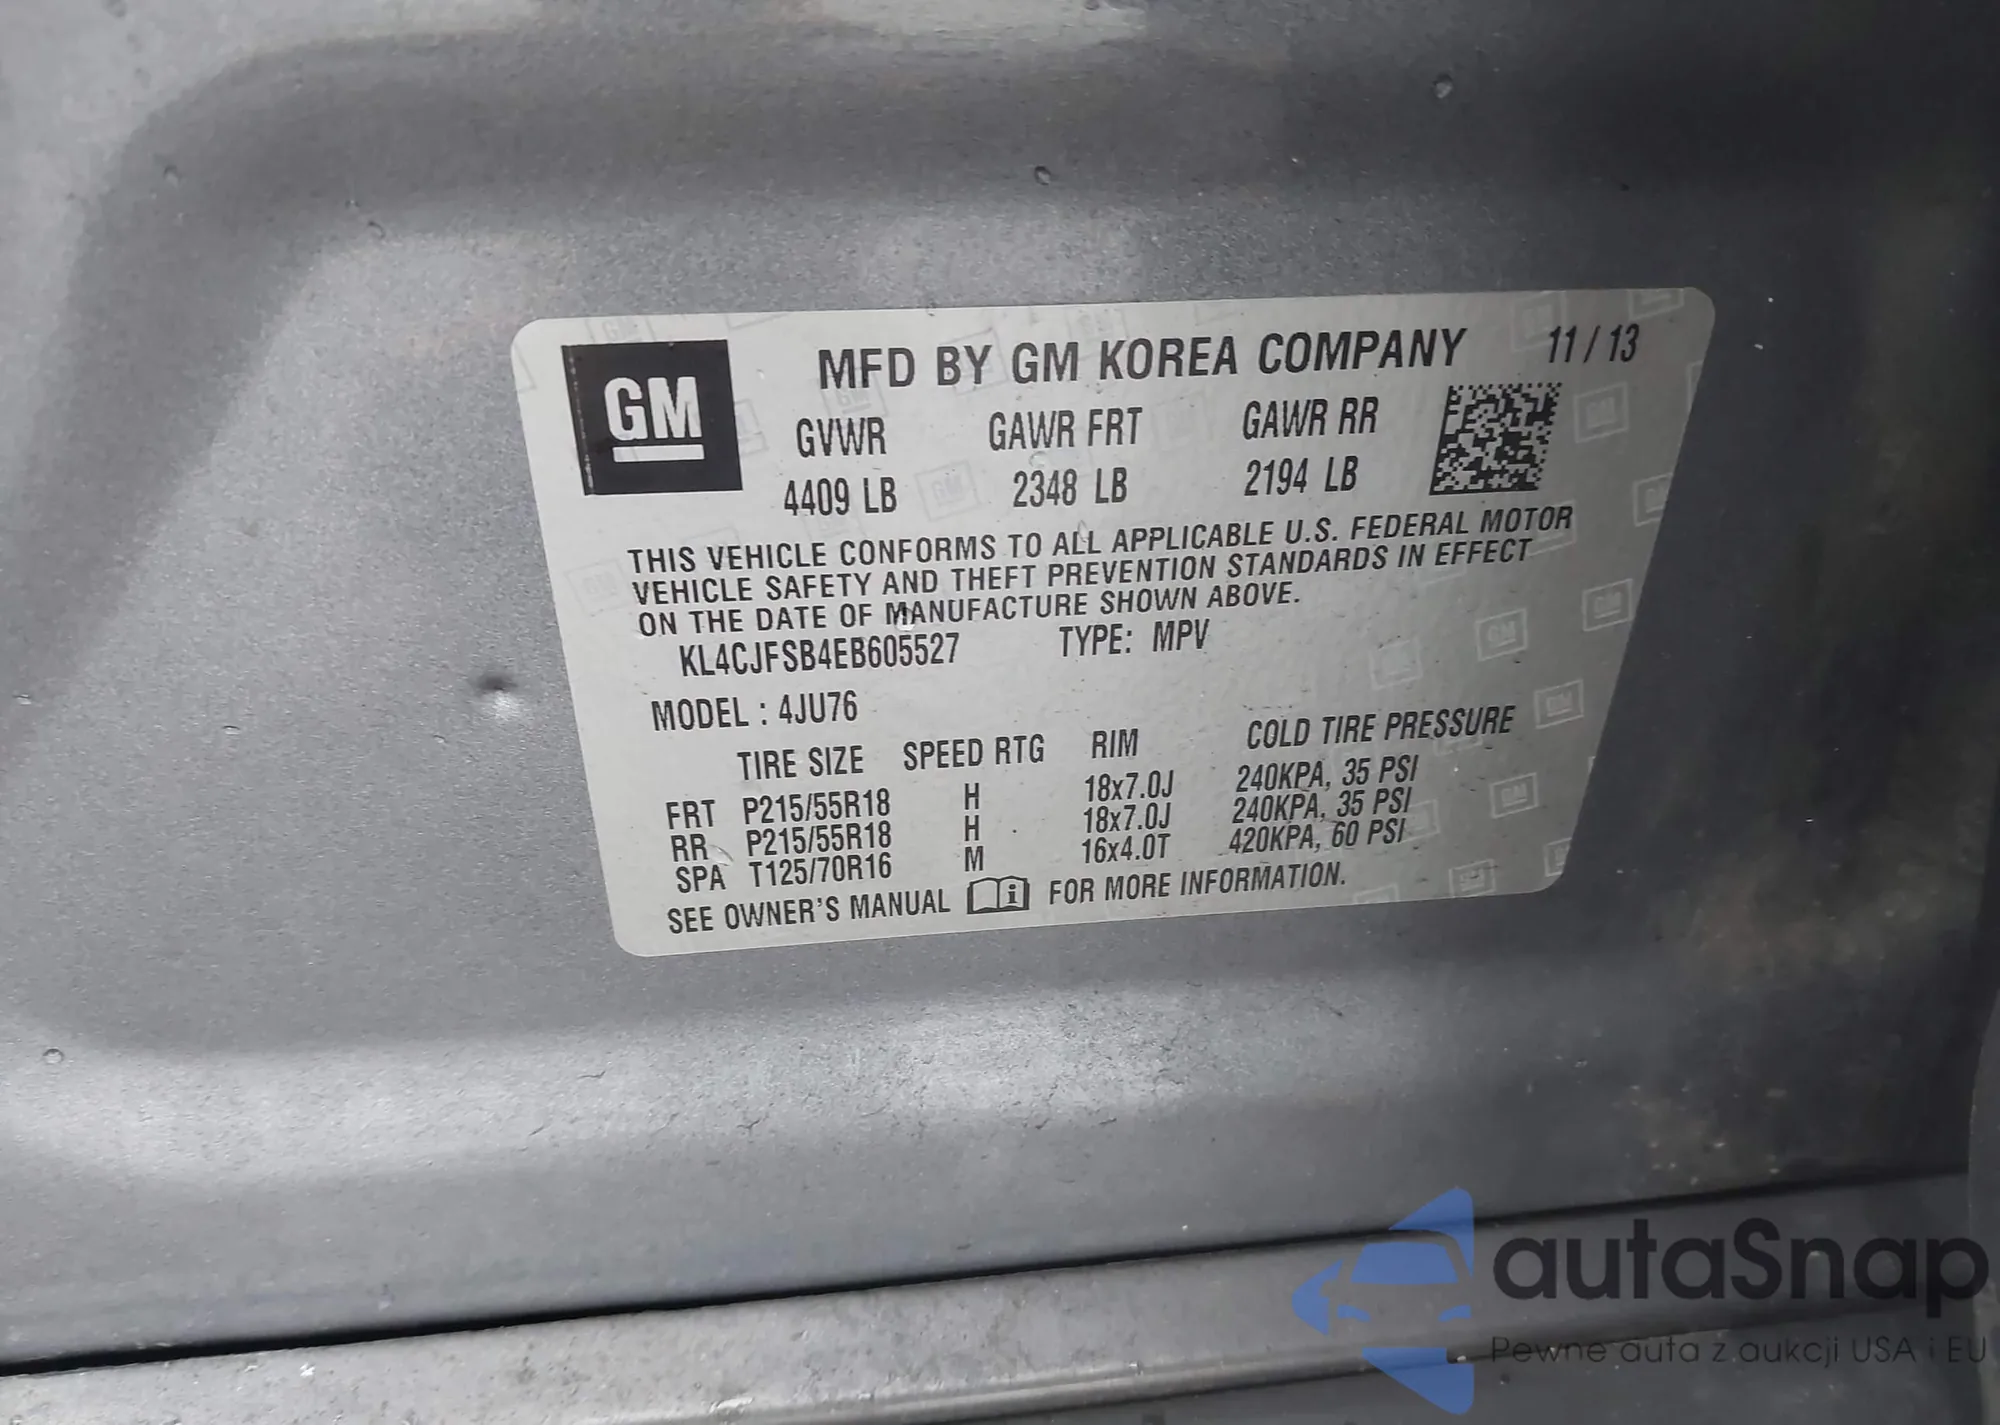 GM
MFD BY GM KOREA COMPANY 11 / 13
GVWR GAWR FRT GAWR RR
4409 LB 2348 LB 2194 LB
THIS VEHICLE CONFORMS TO ALL APPLICABLE U.S. FEDERAL MOTOR
VEHICLE SAFETY AND THEFT PREVENTION STANDARDS IN EFFECT
ON THE DATE OF MANUFACTURE SHOWN ABOVE.
KL4CJFSB4EB605527 TYPE: MPV
MODEL : 4JU76
TIRE SIZE SPEED RTG RIM COLD TIRE PRESSURE
FRT P215/55R18 H 18x7.0J 240KPA, 35 PSI
RR P215/55R18 H 18x7.0J 240KPA, 35 PSI
SPA T125/70R16 M 16x4.0T 420KPA, 60 PSI
SEE OWNER'S MANUAL i FOR MORE INFORMATION.
autaSnap
Pewne auta z aukcji USA i EU